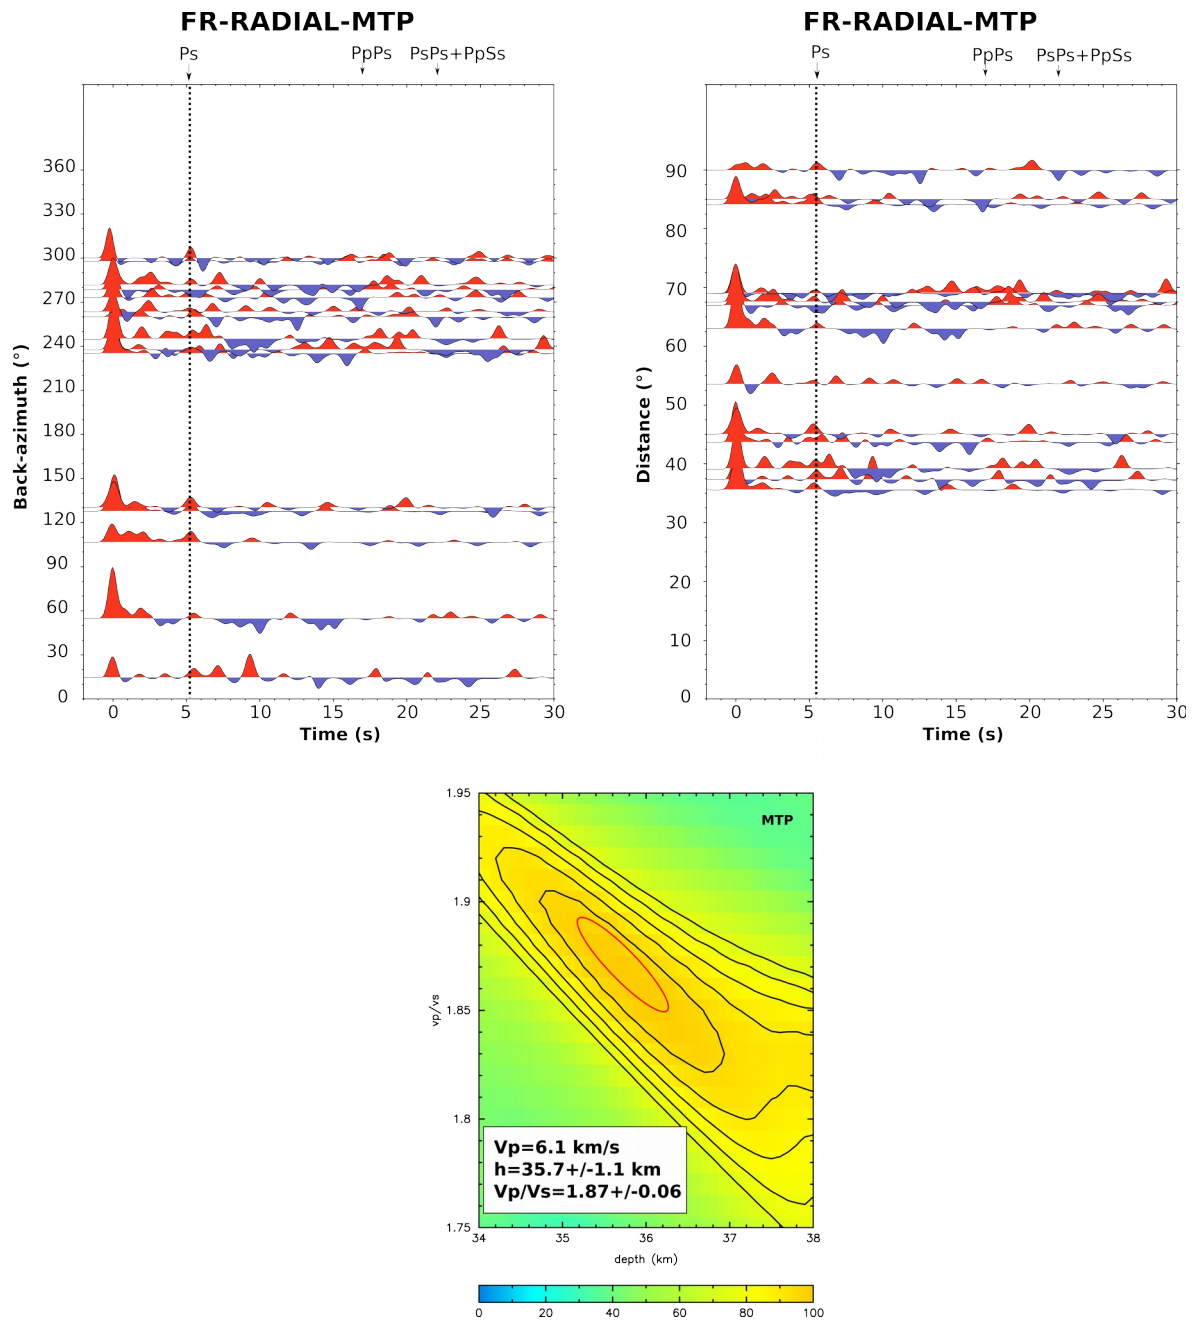 FR-RADIAL-MTP
Ps PpPs PsPs+PpSs
Back-azimuth (°)
360
330
300
270
240
210
180
150
120
90
60
30
0
0 5 10 15 20 25 30
Time (s)
FR-RADIAL-MTP
Ps PpPs PsPs+PpSs
Distance (°)
90
80
70
60
50
40
30
20
10
0
0 5 10 15 20 25 30
Time (s)
MTP
vp/vs
1.95
1.9
1.85
1.8
1.75
Vp=6.1 km/s
h=35.7+/-1.1 km
Vp/Vs=1.87+/-0.06
34 35 36 37 38
depth (km)
0 20 40 60 80 100